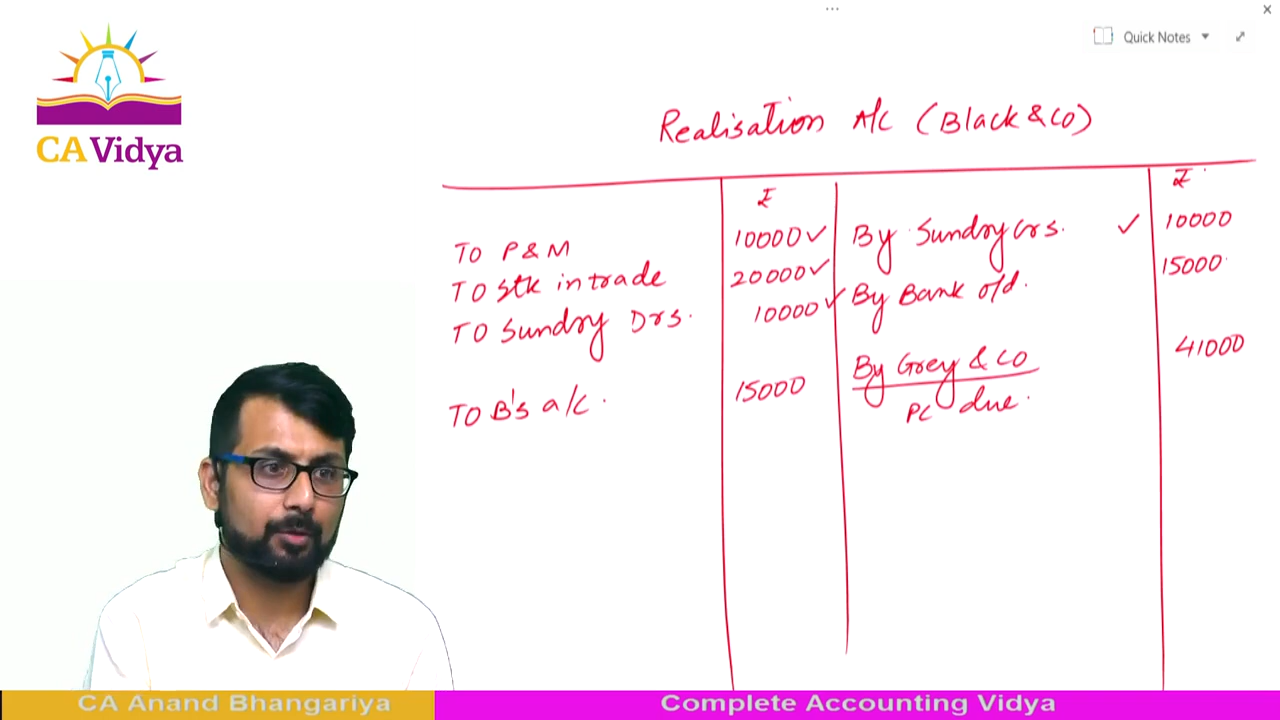 CA Vidya
Quick Notes
Realisation A/c (Black & Co)
₹
₹
To P & M 10000 ✓ By Sundry Crs. ✓ 10000
To Stk in trade 20000 ✓ By Bank o/d. 15000
To Sundry Drs. 10000 ✓
By Grey & Co 41000
PC due.
To B's a/c. 15000
CA Anand Bhangariya
Complete Accounting Vidya